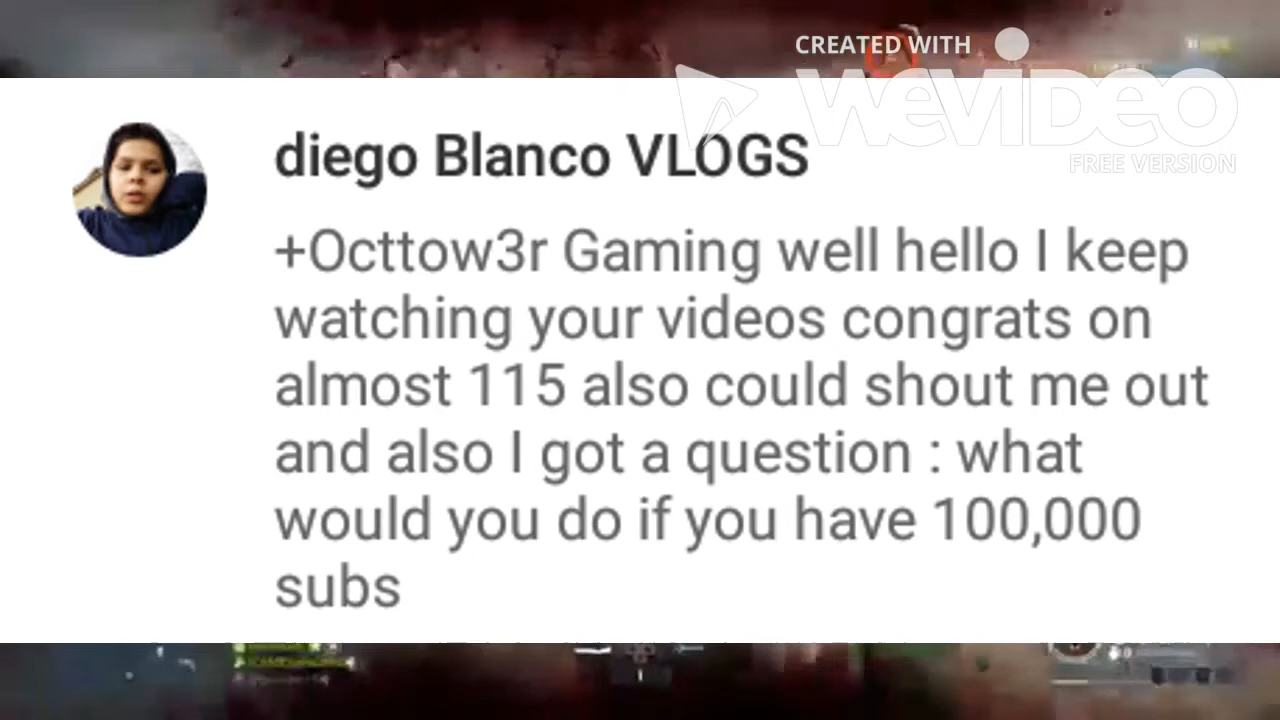 CREATED WITH
WEVIDEO
FREE VERSION
diego Blanco VLOGS
+Octtow3r Gaming well hello I keep
watching your videos congrats on
almost 115 also could shout me out
and also I got a question : what
would you do if you have 100,000
subs